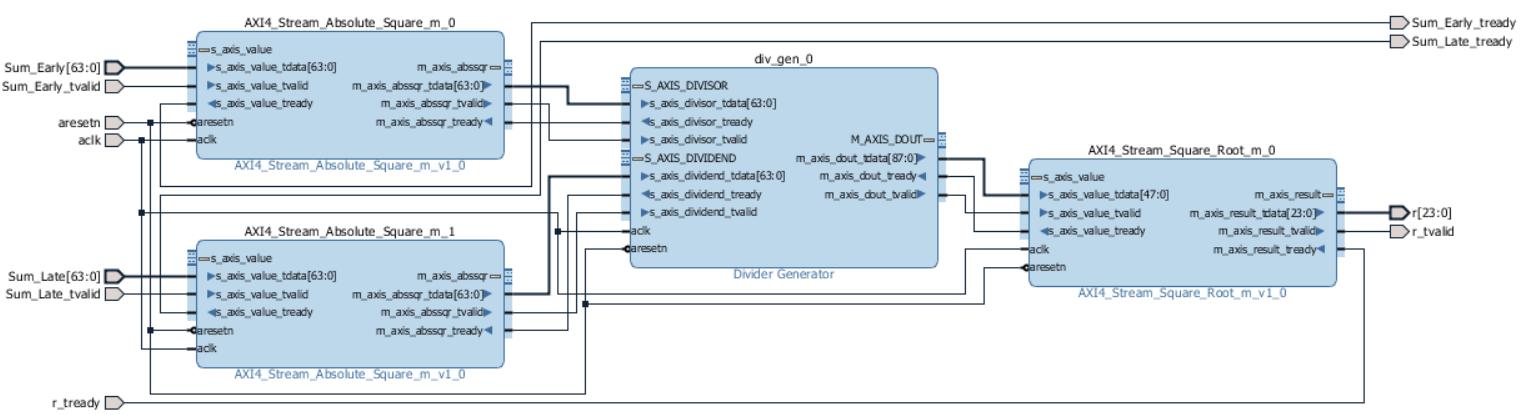 AXI4_Stream_Absolute_Square_m_0
s_axis_value
Sum_Early[63:0]
s_axis_value_tdata[63:0]
m_axis_abssqr
Sum_Early_tvalid
s_axis_value_tvalid
m_axis_abssqr_tdata[63:0]
s_axis_value_tready
m_axis_abssqr_tvalid
aresetn
aresetn
m_axis_abssqr_tready
aclk
aclk
AXI4_Stream_Absolute_Square_m_v1_0
Sum_Early_tready
Sum_Late_tready
div_gen_0
S_AXIS_DIVISOR
s_axis_divisor_tdata[63:0]
s_axis_divisor_tready
s_axis_divisor_tvalid
M_AXIS_DOUT
S_AXIS_DIVIDEND
m_axis_dout_tdata[87:0]
s_axis_dividend_tdata[63:0]
m_axis_dout_tready
s_axis_dividend_tready
m_axis_dout_tvalid
s_axis_dividend_tvalid
aclk
aresetn
Divider Generator
AXI4_Stream_Square_Root_m_0
s_axis_value
s_axis_value_tdata[47:0]
m_axis_result
s_axis_value_tvalid
m_axis_result_tdata[23:0]
r[23:0]
s_axis_value_tready
m_axis_result_tvalid
r_tvalid
aclk
m_axis_result_tready
aresetn
AXI4_Stream_Square_Root_m_v1_0
AXI4_Stream_Absolute_Square_m_1
s_axis_value
Sum_Late[63:0]
s_axis_value_tdata[63:0]
m_axis_abssqr
Sum_Late_tvalid
s_axis_value_tvalid
m_axis_abssqr_tdata[63:0]
s_axis_value_tready
m_axis_abssqr_tvalid
aresetn
m_axis_abssqr_tready
aclk
AXI4_Stream_Absolute_Square_m_v1_0
r_tready